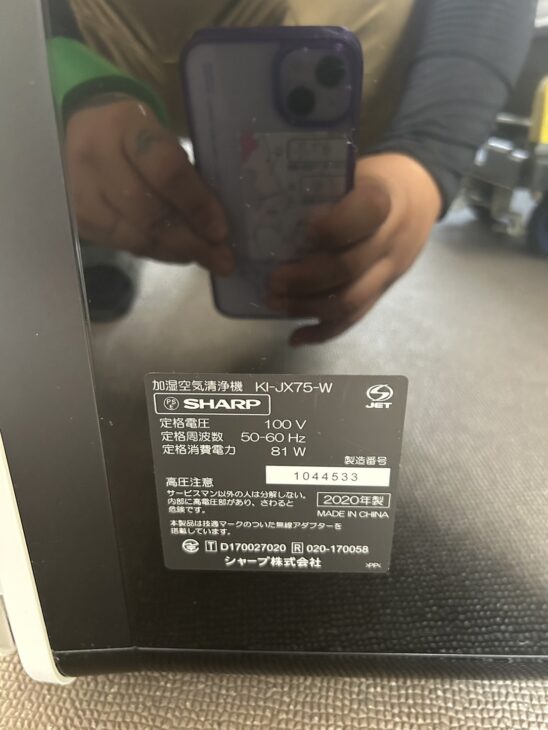 加湿空気清浄機 KI-JX75-W
PS E SHARP
S JET
定格電圧 100 V
定格周波数 50-60 Hz
定格消費電力 81 W
製造番号
1044533
高圧注意
サービスマン以外の人は分解しない。
内部に高電圧部があり、さわると
危険です。
2020年製
MADE IN CHINA
本製品は技適マークのついた無線アダプターを
搭載しています。
T D170027020 R 020-170058
シャープ株式会社
>PP<